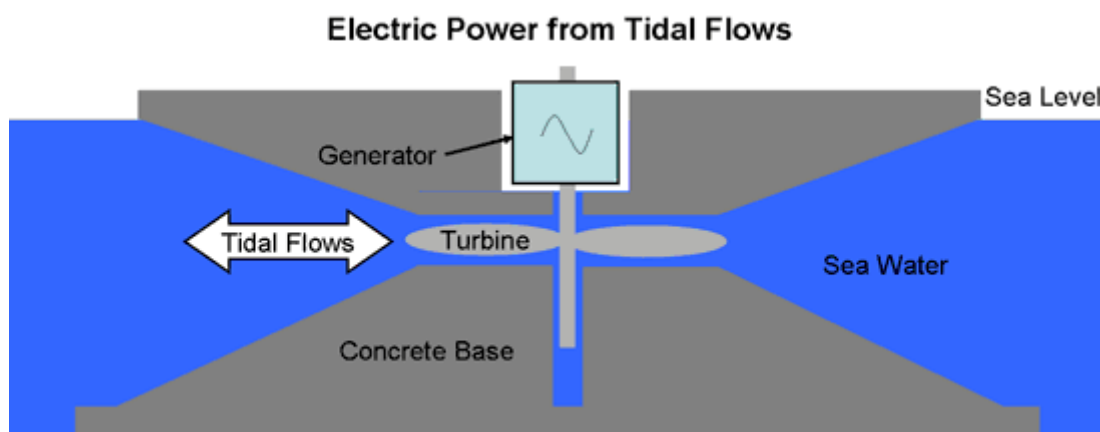 Electric Power from Tidal Flows
Sea Level
Generator
Tidal Flows
Turbine
Sea Water
Concrete Base